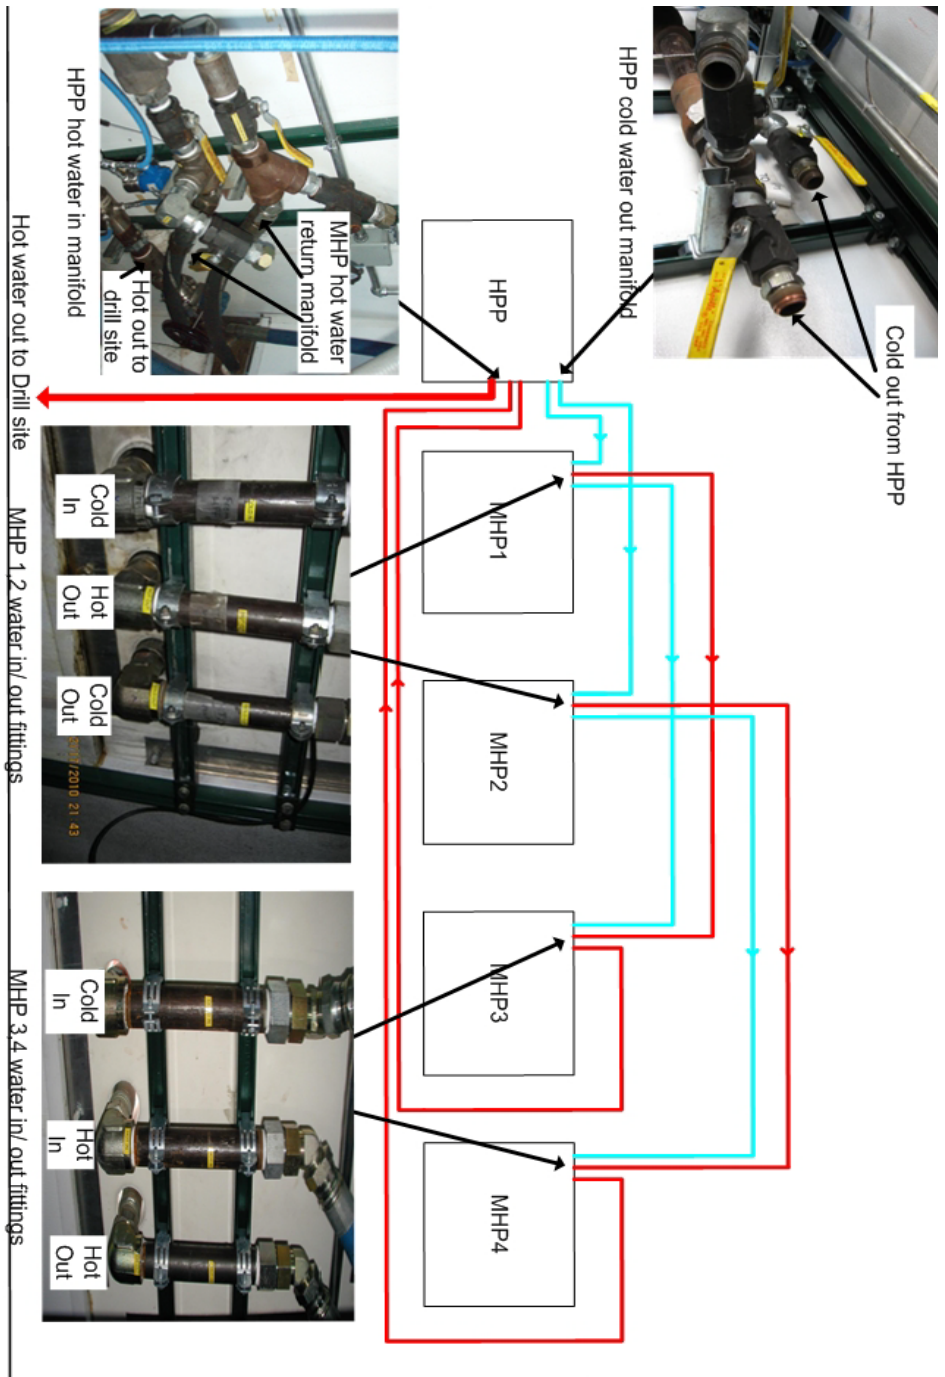 HPP hot water in manifold
MHP hot water
return manifold
Hot out to
drill site
HPP cold water out manifold
Cold out from HPP
HPP
Hot water out to Drill site
MHP1
MHP2
MHP3
MHP4
Cold
In
Hot
Out
Cold
Out
MHP 1,2 water in/ out fittings
Cold
In
Hot
In
Hot
Out
MHP 3,4 water in/ out fittings